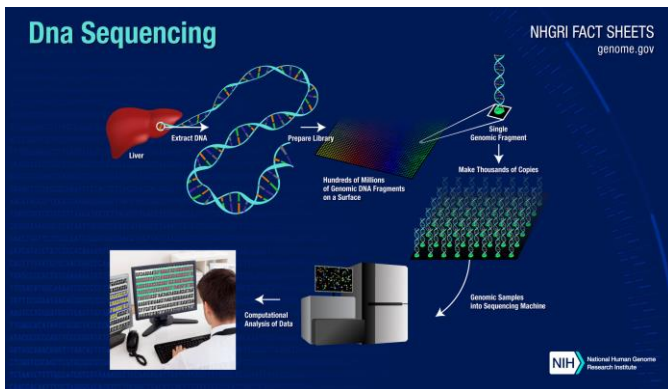 Dna Sequencing
NHGRI FACT SHEETS
genome.gov
Extract DNA
Prepare Library
Liver
Single
Genomic Fragment
Hundreds of Millions
of Genomic DNA Fragments
on a Surface
Make Thousands of Copies
Genomic Samples
into Sequencing Machine
Computational
Analysis of Data
NIH
National Human Genome
Research Institute